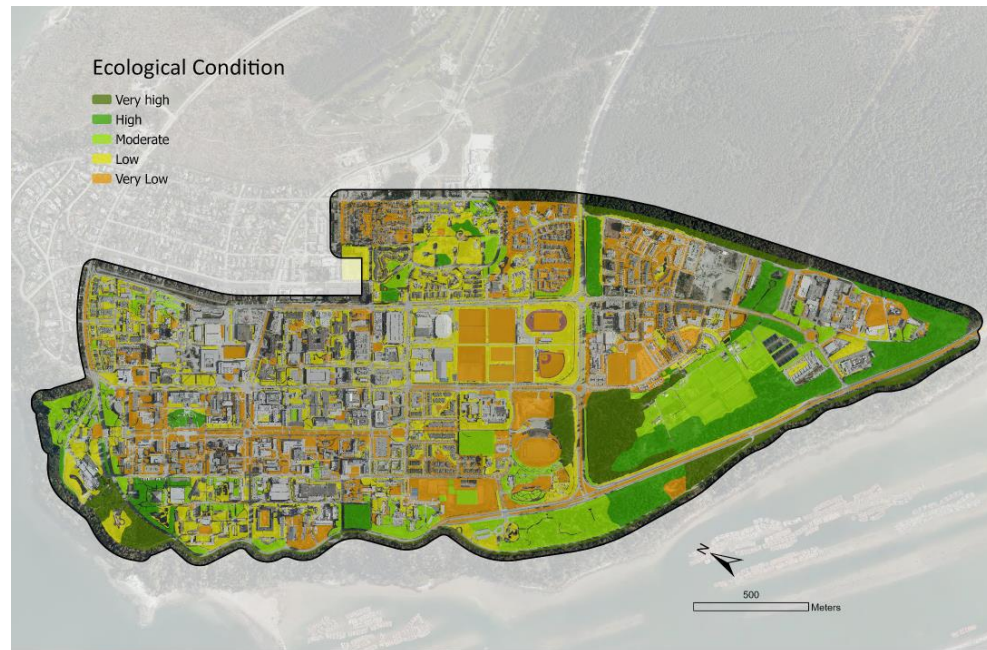 Ecological Condition
Very high
High
Moderate
Low
Very Low
N
500
Meters